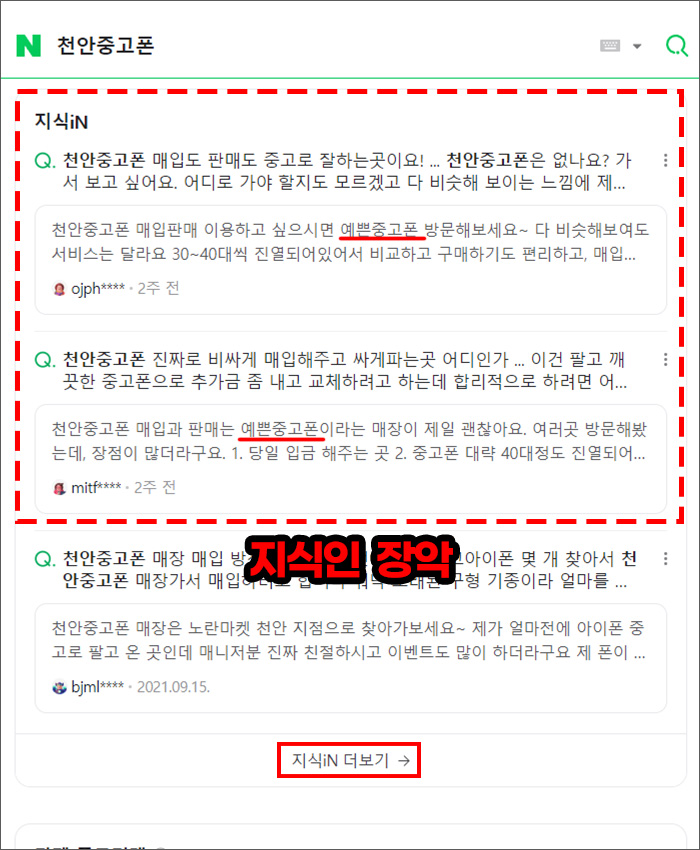 N 천안중고폰
지식iN
Q. 천안중고폰 매입도 판매도 중고로 잘하는곳이요! ... 천안중고폰은 없나요? 가
서 보고 싶어요. 어디로 가야 할지도 모르겠고 다 비슷해 보이는 느낌에 제...
천안중고폰 매입판매 이용하고 싶으시면 예쁜중고폰 방문해보세요~ 다 비슷해보여도
서비스는 달라요 30~40대씩 진열되어있어서 비교하고 구매하기도 편리하고, 매입...
ojph**** · 2주 전
Q. 천안중고폰 진짜로 비싸게 매입해주고 싸게파는곳 어디인가 ... 이건 팔고 깨
끗한 중고폰으로 추가금 좀 내고 교체하려고 하는데 합리적으로 하려면 어...
천안중고폰 매입과 판매는 예쁜중고폰이라는 매장이 제일 괜찮아요. 여러곳 방문해봤
는데, 장점이 많더라구요. 1. 당일 입금 해주는 곳 2. 중고폰 대략 40대정도 진열되어...
mitf**** · 2주 전
지식인 장악
Q. 천안중고폰 매장 매입 아이폰 몇 개 찾아서 천
안중고폰 매장가서 구형 기종이라 얼마를 ...
천안중고폰 매장은 노란마켓 천안 지점으로 찾아가보세요~ 제가 얼마전에 아이폰 중
고로 팔고 온 곳인데 매니저분 진짜 친절하시고 이벤트도 많이 하더라구요 제 폰이 ...
bjml**** · 2021.09.15.
지식iN 더보기 →